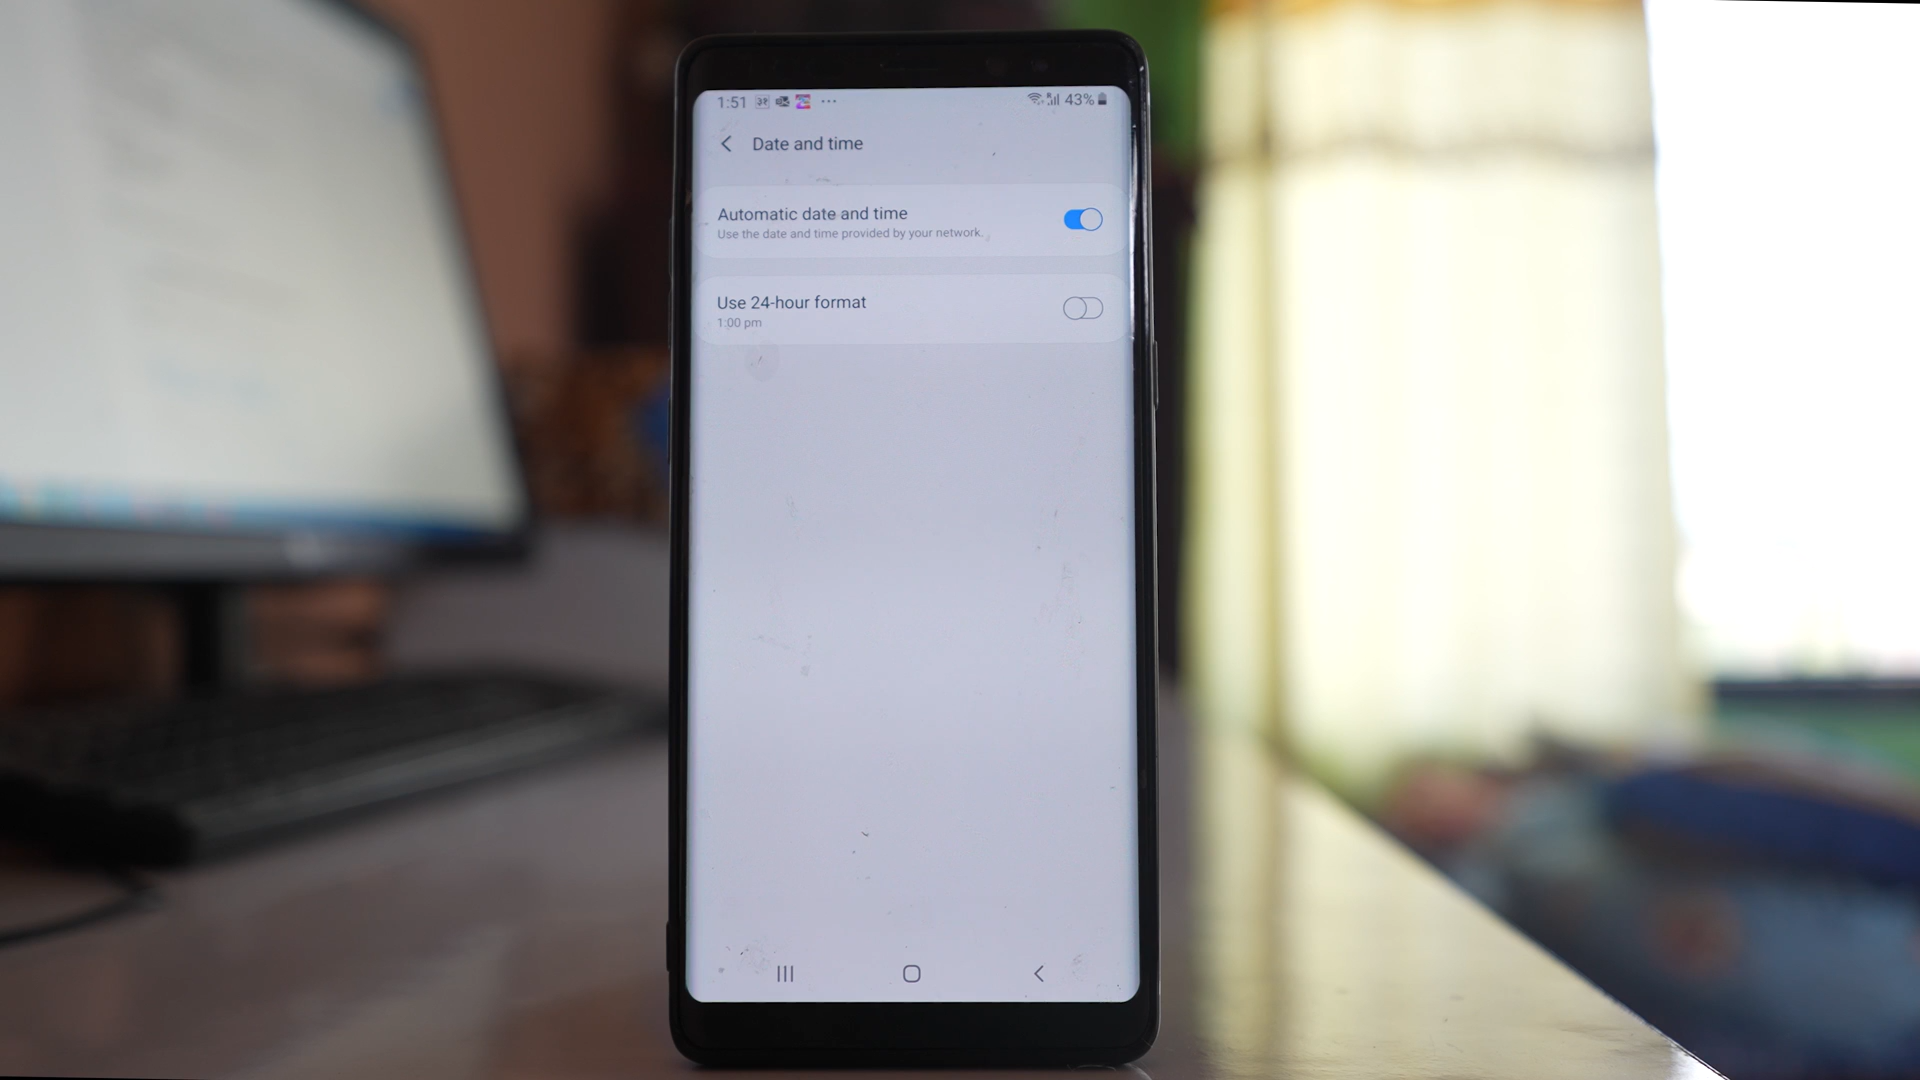 1:51 ३१ 43%
Date and time
Automatic date and time
Use the date and time provided by your network.
Use 24-hour format
1:00 pm